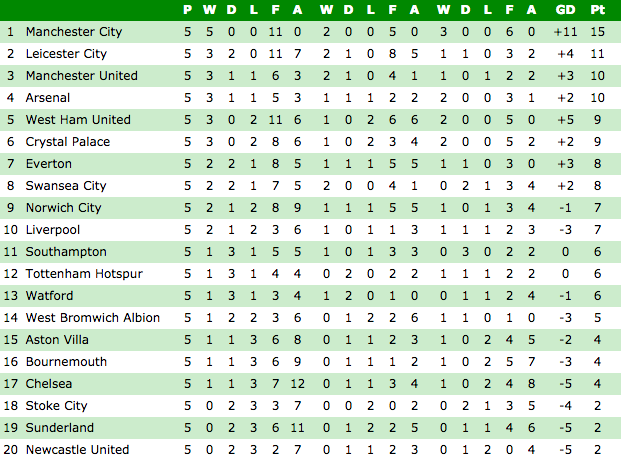 P W D L F A W D L F A W D L F A GD Pt
1 Manchester City 5 5 0 0 11 0 2 0 0 5 0 3 0 0 6 0 +11 15
2 Leicester City 5 3 2 0 11 7 2 1 0 8 5 1 1 0 3 2 +4 11
3 Manchester United 5 3 1 1 6 3 2 1 0 4 1 1 0 1 2 2 +3 10
4 Arsenal 5 3 1 1 5 3 1 1 1 2 2 2 0 0 3 1 +2 10
5 West Ham United 5 3 0 2 11 6 1 0 2 6 6 2 0 0 5 0 +5 9
6 Crystal Palace 5 3 0 2 8 6 1 0 2 3 4 2 0 0 5 2 +2 9
7 Everton 5 2 2 1 8 5 1 1 1 5 5 1 1 0 3 0 +3 8
8 Swansea City 5 2 2 1 7 5 2 0 0 4 1 0 2 1 3 4 +2 8
9 Norwich City 5 2 1 2 8 9 1 1 1 5 5 1 0 1 3 4 -1 7
10 Liverpool 5 2 1 2 3 6 1 0 1 1 3 1 1 1 2 3 -3 7
11 Southampton 5 1 3 1 5 5 1 0 1 3 3 0 3 0 2 2 0 6
12 Tottenham Hotspur 5 1 3 1 4 4 0 2 0 2 2 1 1 1 2 2 0 6
13 Watford 5 1 3 1 3 4 1 2 0 1 0 0 1 1 2 4 -1 6
14 West Bromwich Albion 5 1 2 2 3 6 0 1 2 2 6 1 1 0 1 0 -3 5
15 Aston Villa 5 1 1 3 6 8 0 1 1 2 3 1 0 2 4 5 -2 4
16 Bournemouth 5 1 1 3 6 9 0 1 1 1 2 1 0 2 5 7 -3 4
17 Chelsea 5 1 1 3 7 12 0 1 1 3 4 1 0 2 4 8 -5 4
18 Stoke City 5 0 2 3 3 7 0 0 2 0 2 0 2 1 3 5 -4 2
19 Sunderland 5 0 2 3 6 11 0 1 2 2 5 0 1 1 4 6 -5 2
20 Newcastle United 5 0 2 3 2 7 0 1 1 2 3 0 1 2 0 4 -5 2